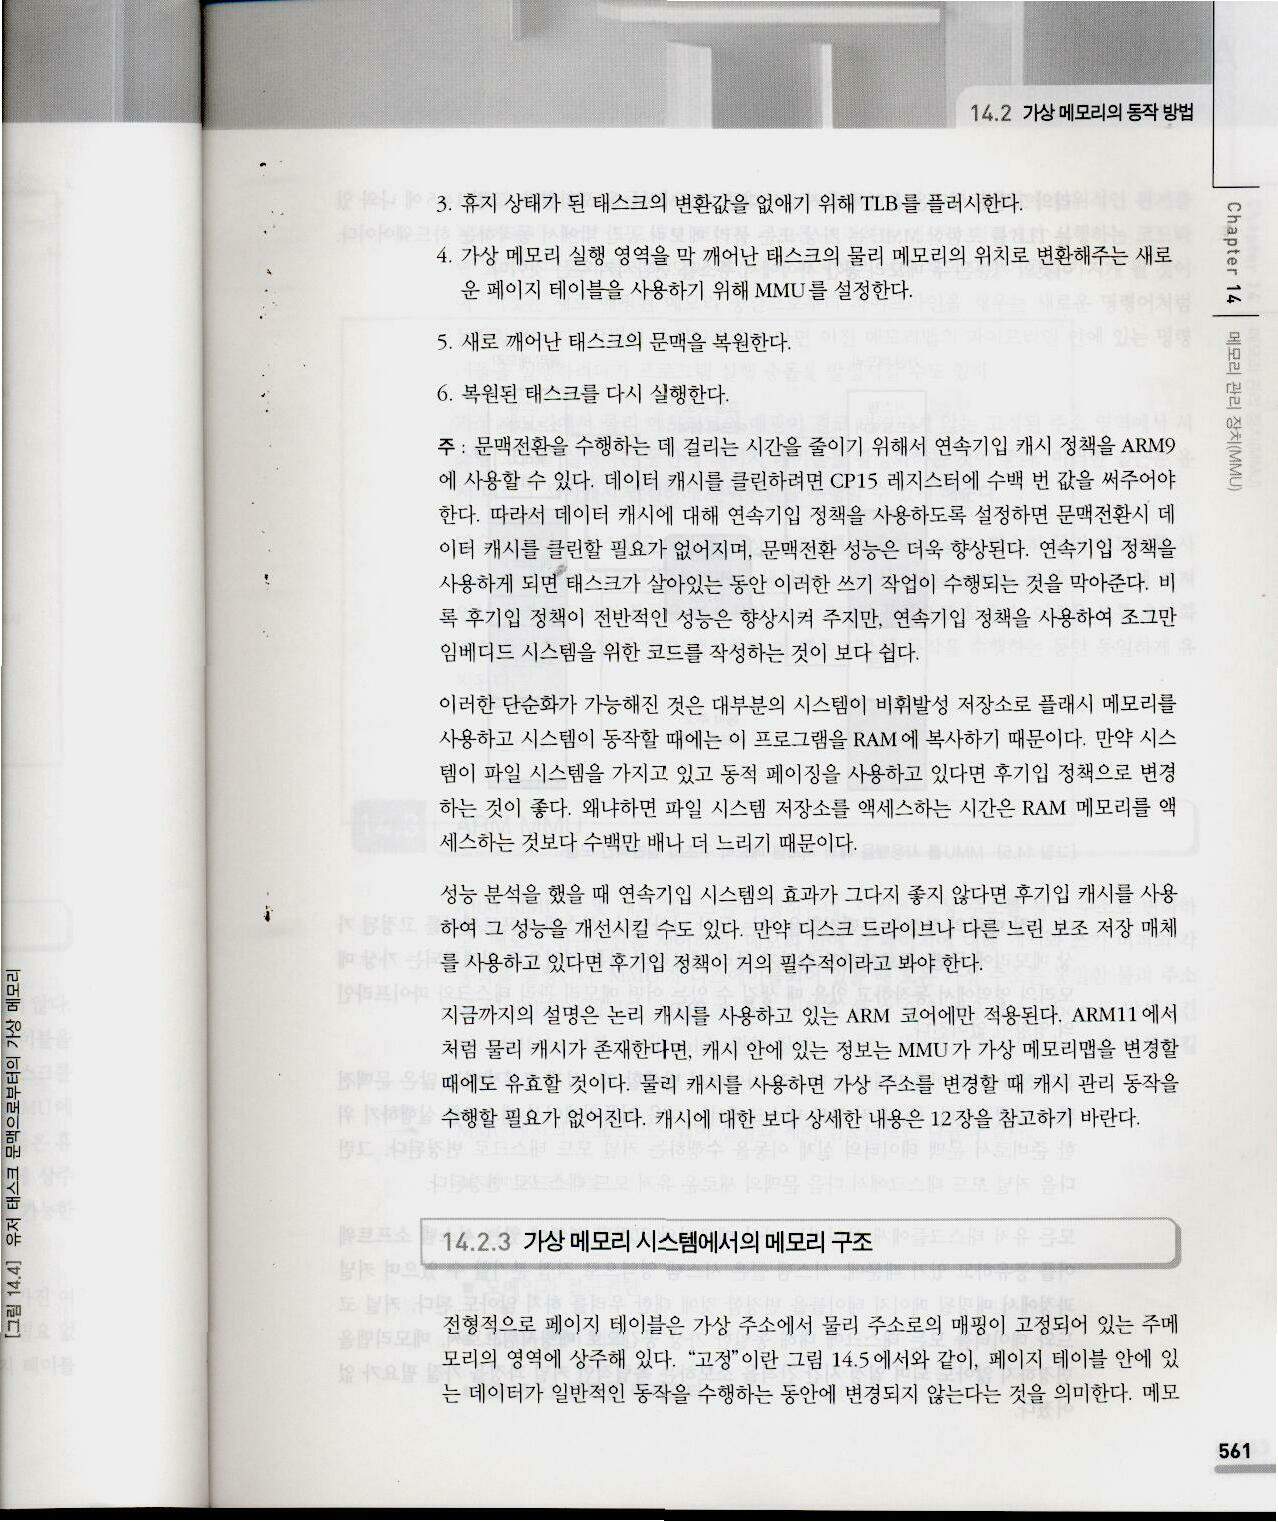 14.2 가상 메모리의 동작 방법
3. 휴지 상태가 된 태스크의 변환값을 없애기 위해 TLB를 플러시한다.
4. 가상 메모리 실행 영역을 막 깨어난 태스크의 물리 메모리의 위치로 변환해주는 새로
운 페이지 테이블을 사용하기 위해 MMU를 설정한다.
5. 새로 깨어난 태스크의 문맥을 복원한다.
6. 복원된 태스크를 다시 실행한다.
주 : 문맥전환을 수행하는 데 걸리는 시간을 줄이기 위해서 연속기입 캐시 정책을 ARM9
에 사용할 수 있다. 데이터 캐시를 클린하려면 CP15 레지스터에 수백 번 값을 써주어야
한다. 따라서 데이터 캐시에 대해 연속기입 정책을 사용하도록 설정하면 문맥전환시 데
이터 캐시를 클린할 필요가 없어지며, 문맥전환 성능은 더욱 향상된다. 연속기입 정책을
사용하게 되면 태스크가 살아있는 동안 이러한 쓰기 작업이 수행되는 것을 막아준다. 비
록 후기입 정책이 전반적인 성능은 향상시켜 주지만, 연속기입 정책을 사용하여 조그만
임베디드 시스템을 위한 코드를 작성하는 것이 보다 쉽다.
이러한 단순화가 가능해진 것은 대부분의 시스템이 비휘발성 저장소로 플래시 메모리를
사용하고 시스템이 동작할 때에는 이 프로그램을 RAM에 복사하기 때문이다. 만약 시스
템이 파일 시스템을 가지고 있고 동적 페이징을 사용하고 있다면 후기입 정책으로 변경
하는 것이 좋다. 왜냐하면 파일 시스템 저장소를 액세스하는 시간은 RAM 메모리를 액
세스하는 것보다 수백만 배나 더 느리기 때문이다.
성능 분석을 했을 때 연속기입 시스템의 효과가 그다지 좋지 않다면 후기입 캐시를 사용
하여 그 성능을 개선시킬 수도 있다. 만약 디스크 드라이브나 다른 느린 보조 저장 매체
를 사용하고 있다면 후기입 정책이 거의 필수적이라고 봐야 한다.
지금까지의 설명은 논리 캐시를 사용하고 있는 ARM 코어에만 적용된다. ARM11에서
처럼 물리 캐시가 존재한다면, 캐시 안에 있는 정보는 MMU가 가상 메모리맵을 변경할
때에도 유효할 것이다. 물리 캐시를 사용하면 가상 주소를 변경할 때 캐시 관리 동작을
수행할 필요가 없어진다. 캐시에 대한 보다 상세한 내용은 12장을 참고하기 바란다.
14.2.3 가상 메모리 시스템에서의 메모리 구조
전형적으로 페이지 테이블은 가상 주소에서 물리 주소로의 매핑이 고정되어 있는 주메
모리의 영역에 상주해 있다. “고정”이란 그림 14.5에서와 같이, 페이지 테이블 안에 있
는 데이터가 일반적인 동작을 수행하는 동안에 변경되지 않는다는 것을 의미한다. 메모
Chapter 14
메모리 관리 장치(MMU)
561
[그림 14.4] 유저 태스크 문맥으로부터의 가상 메모리